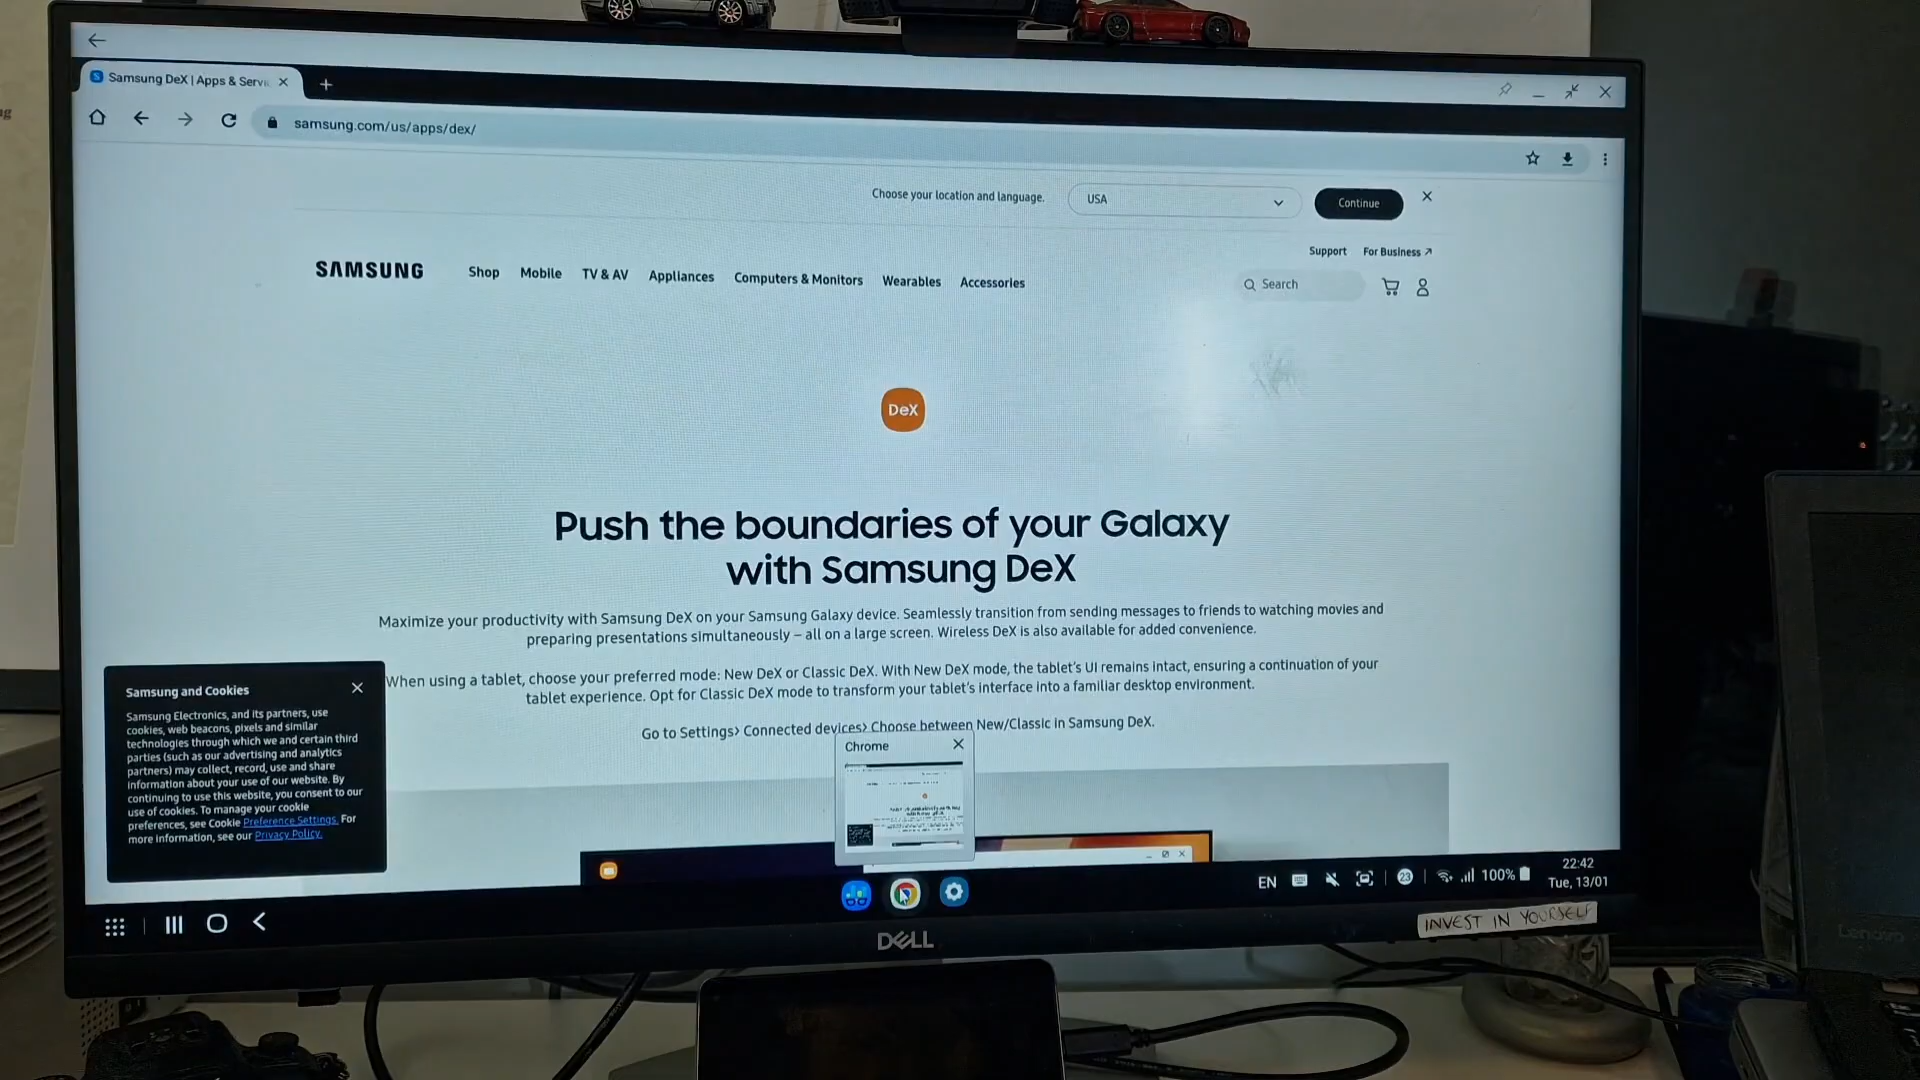 Samsung DeX | Apps & Servi
samsung.com/us/apps/dex/
Choose your location and language.
USA
Continue
Support
For Business
SAMSUNG
Shop
Mobile
TV & AV
Appliances
Computers & Monitors
Wearables
Accessories
Search
DeX
Push the boundaries of your Galaxy
with Samsung DeX
Maximize your productivity with Samsung DeX on your Samsung Galaxy device. Seamlessly transition from sending messages to friends to watching movies and
preparing presentations simultaneously – all on a large screen. Wireless DeX is also available for added convenience.
When using a tablet, choose your preferred mode: New DeX or Classic DeX. With New DeX mode, the tablet's UI remains intact, ensuring a continuation of your
tablet experience. Opt for Classic DeX mode to transform your tablet's interface into a familiar desktop environment.
Go to Settings> Connected devices> Choose between New/Classic in Samsung DeX.
Samsung and Cookies
Samsung Electronics, and its partners, use
cookies, web beacons, pixels and similar
technologies through which we and certain third
parties (such as our advertising and analytics
partners) may collect, record, use and share
information about your use of our website. By
continuing to use this website, you consent to our
use of cookies. To manage your cookie
preferences, see Cookie Preference Settings. For
more information, see our Privacy Policy.
Chrome
EN
23
100%
22:42
Tue, 13/01
INVEST IN YOURSELF
DELL
Lenovo